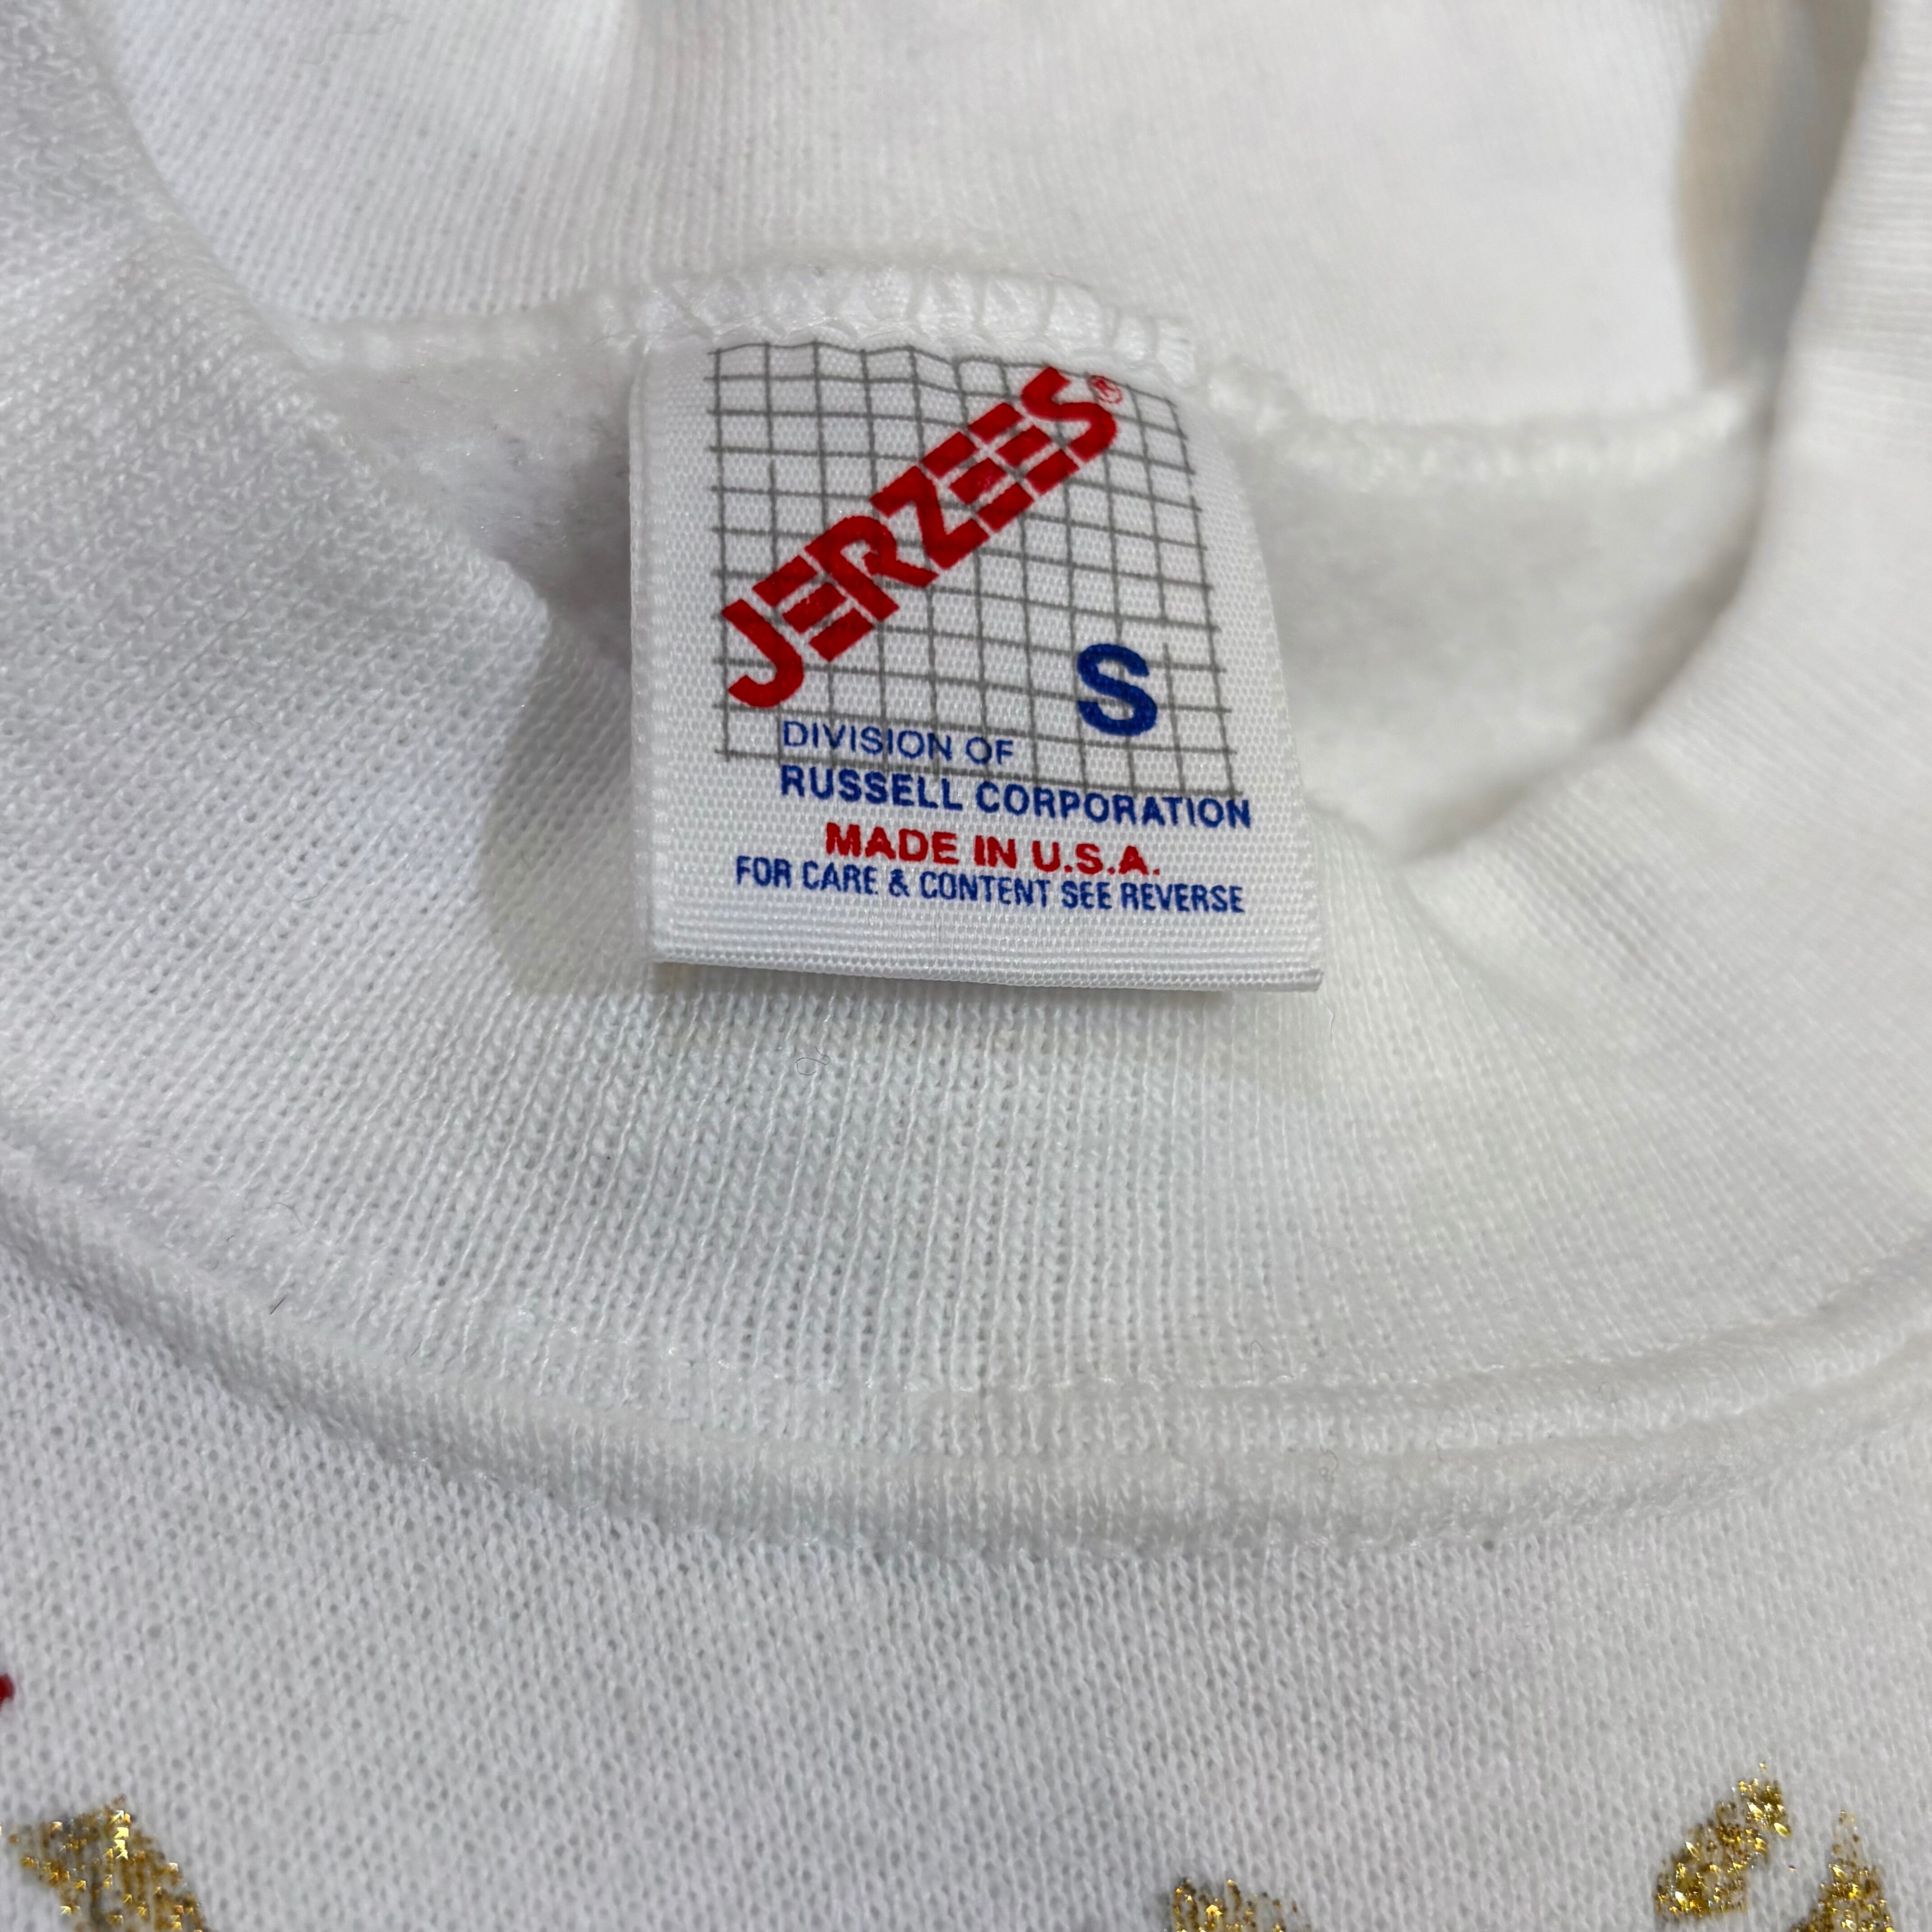 JERZEES®
S
DIVISION OF
RUSSELL CORPORATION
MADE IN U.S.A.
FOR CARE & CONTENT SEE REVERSE